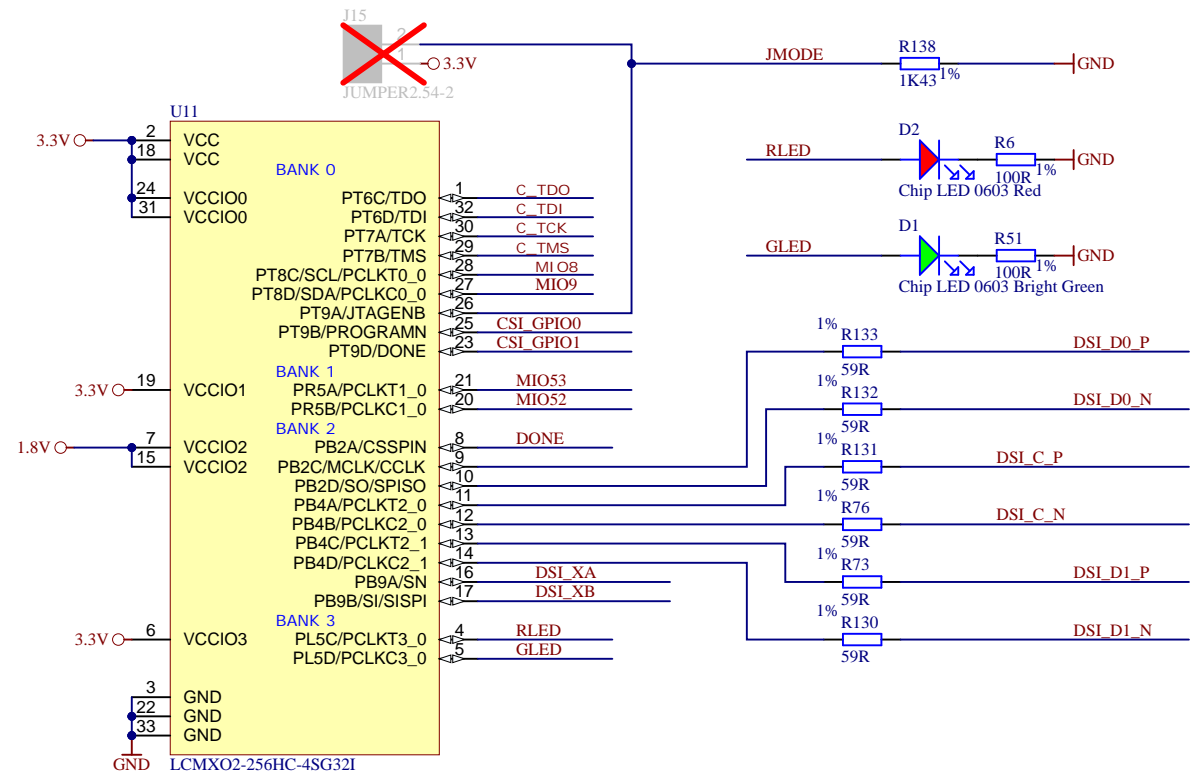 J15
2
1
3.3V
JUMPER2.54-2
JMODE
R138
1K43
1%
GND
U11
3.3V
2
VCC
18
VCC
24
VCCIO0
31
VCCIO0
BANK 0
PT6C/TDO
1
C_TDO
PT6D/TDI
32
C_TDI
PT7A/TCK
30
C_TCK
PT7B/TMS
29
C_TMS
PT8C/SCL/PCLKT0_0
28
MIO8
PT8D/SDA/PCLKC0_0
27
MIO9
PT9A/JTAGENB
26
PT9B/PROGRAMN
25
CSI_GPIO0
PT9D/DONE
23
CSI_GPIO1
RLED
D2
R6
100R
1%
GND
Chip LED 0603 Red
GLED
D1
R51
100R
1%
GND
Chip LED 0603 Bright Green
BANK 1
3.3V
19
VCCIO1
PR5A/PCLKT1_0
21
MIO53
PR5B/PCLKC1_0
20
MIO52
BANK 2
1.8V
7
VCCIO2
15
VCCIO2
PB2A/CSSPIN
8
DONE
PB2C/MCLK/CCLK
9
PB2D/SO/SPISO
10
PB4A/PCLKT2_0
11
PB4B/PCLKC2_0
12
PB4C/PCLKT2_1
13
PB4D/PCLKC2_1
14
PB9A/SN
16
DSI_XA
PB9B/SI/SISPI
17
DSI_XB
1%
R133
59R
DSI_D0_P
1%
R132
59R
DSI_D0_N
1%
R131
59R
DSI_C_P
1%
R76
59R
DSI_C_N
1%
R73
59R
DSI_D1_P
1%
R130
59R
DSI_D1_N
BANK 3
3.3V
6
VCCIO3
PL5C/PCLKT3_0
4
RLED
PL5D/PCLKC3_0
5
GLED
3
GND
22
GND
33
GND
GND
LCMXO2-256HC-4SG32I